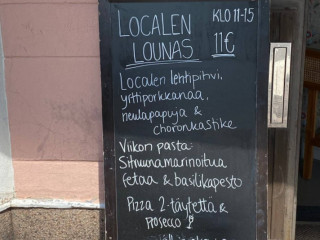 LOCALEN KLO 11-15
LOUNAS 11€
Localen lehtipihvi,
yrttiporkkanaa,
neulapapuja &
choronkastike
Viikon pasta:
Sitruunamarinoitua
fetaa & basilikapesto
Pizza 2-täytettä &
Prosecco